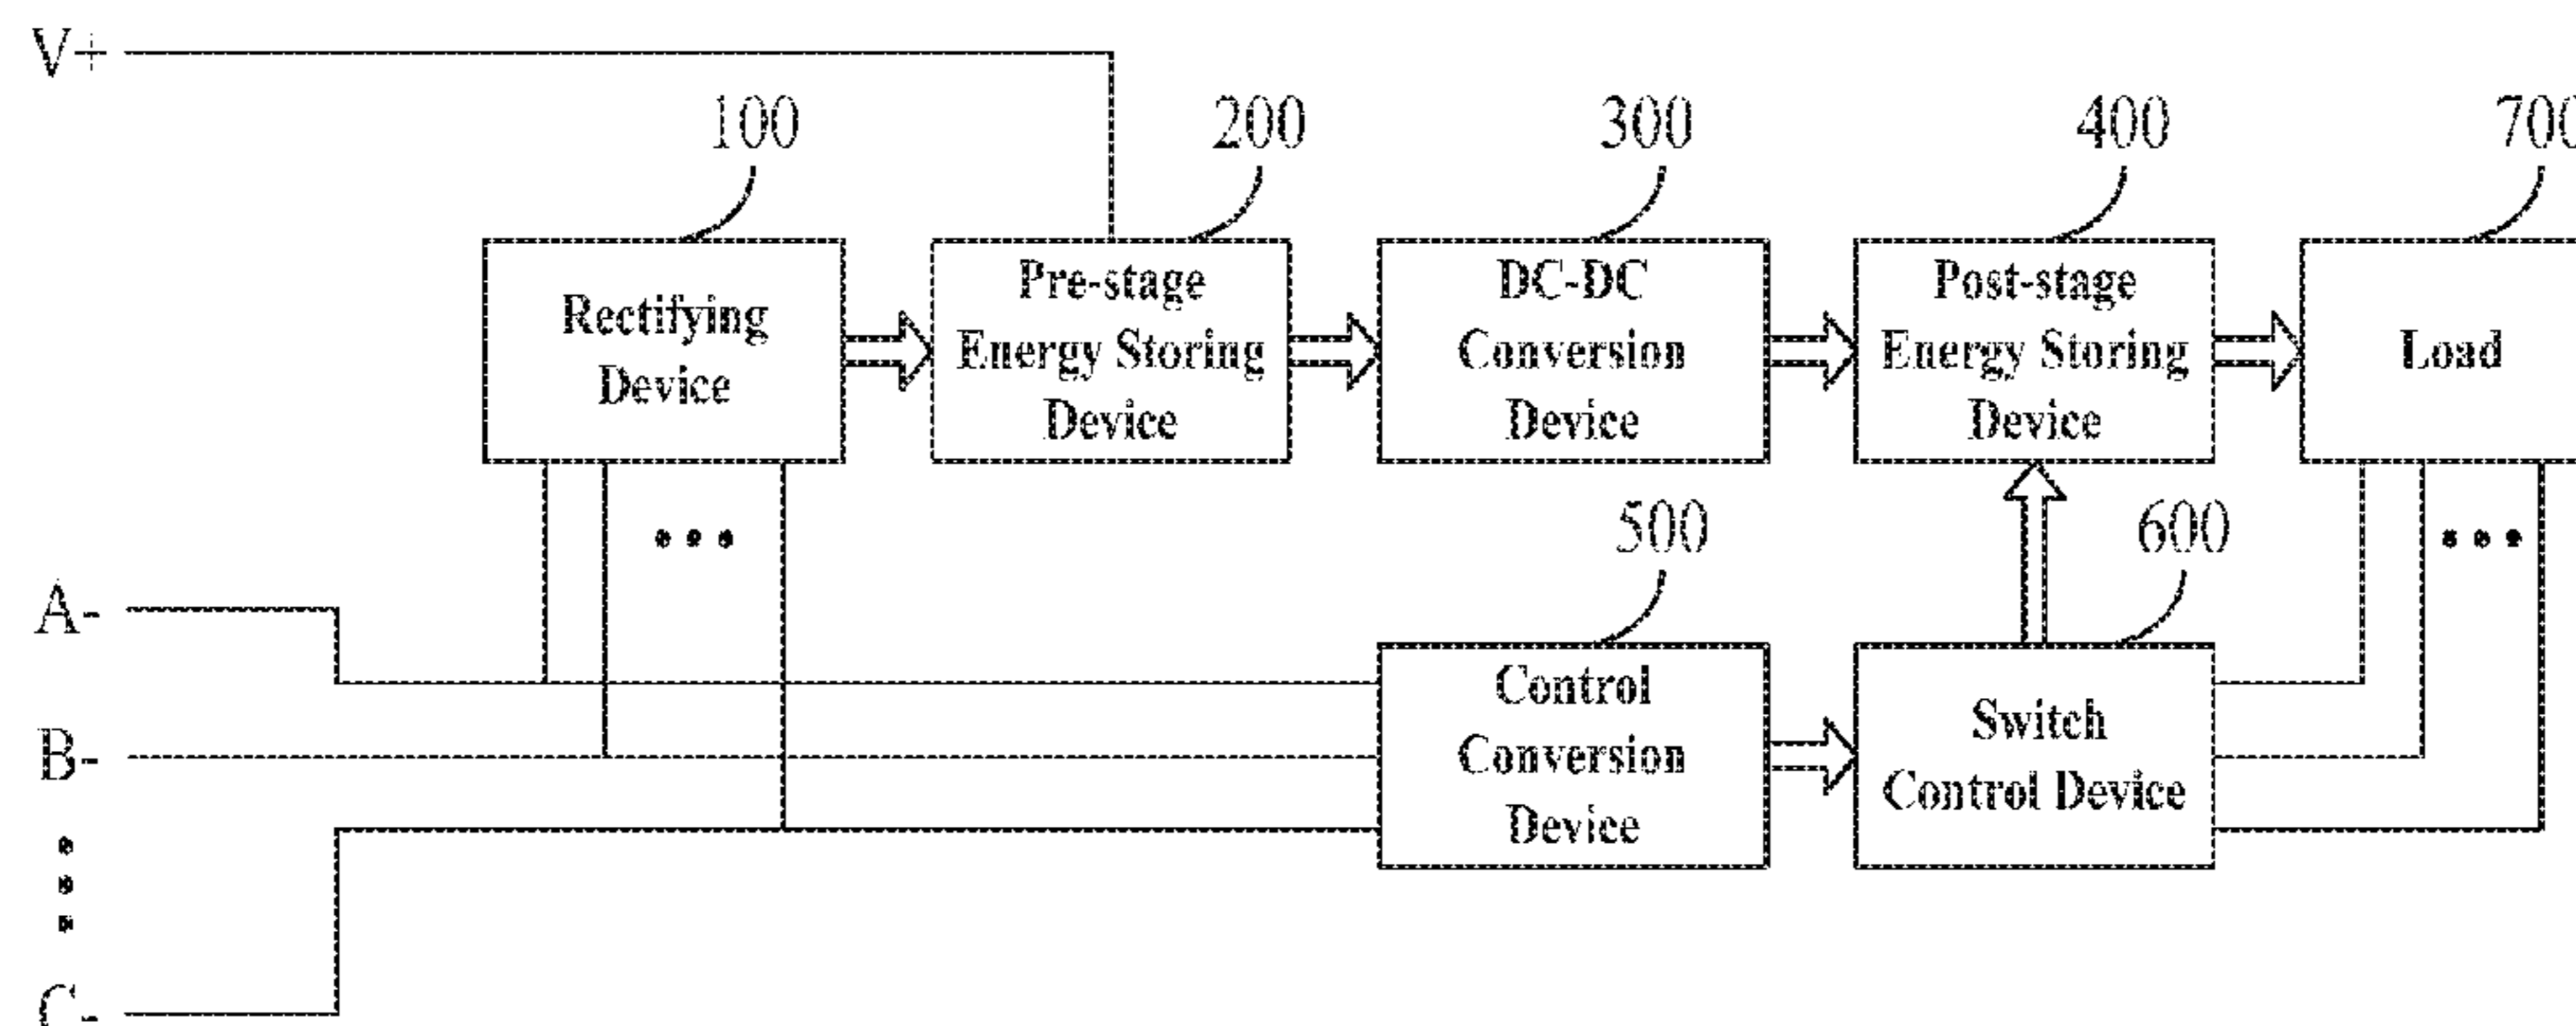 V+
100
200
300
400
700
Rectifying
Device
Pre-stage
Energy Storing
Device
DC-DC
Conversion
Device
Post-stage
Energy Storing
Device
Load
500
600
A-
B-
C-
Control
Conversion
Device
Switch
Control Device